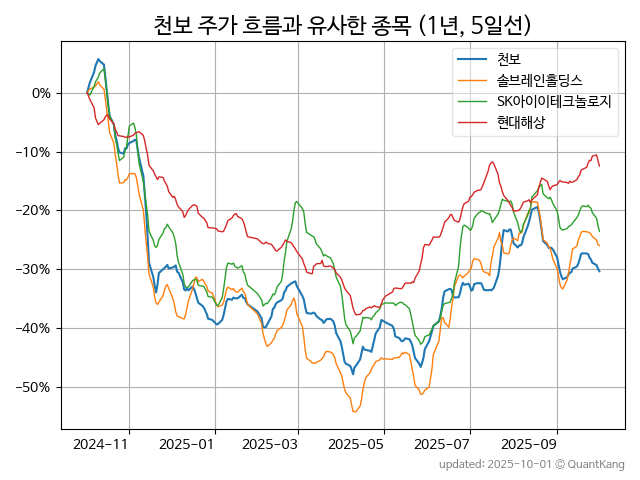 천보 주가 흐름과 유사한 종목 (1년, 5일선)
천보
솔브레인홀딩스
SK아이이테크놀로지
현대해상
0%
−10%
−20%
−30%
−40%
−50%
2024−11
2025−01
2025−03
2025−05
2025−07
2025−09
updated: 2025-10-01 © QuantKang